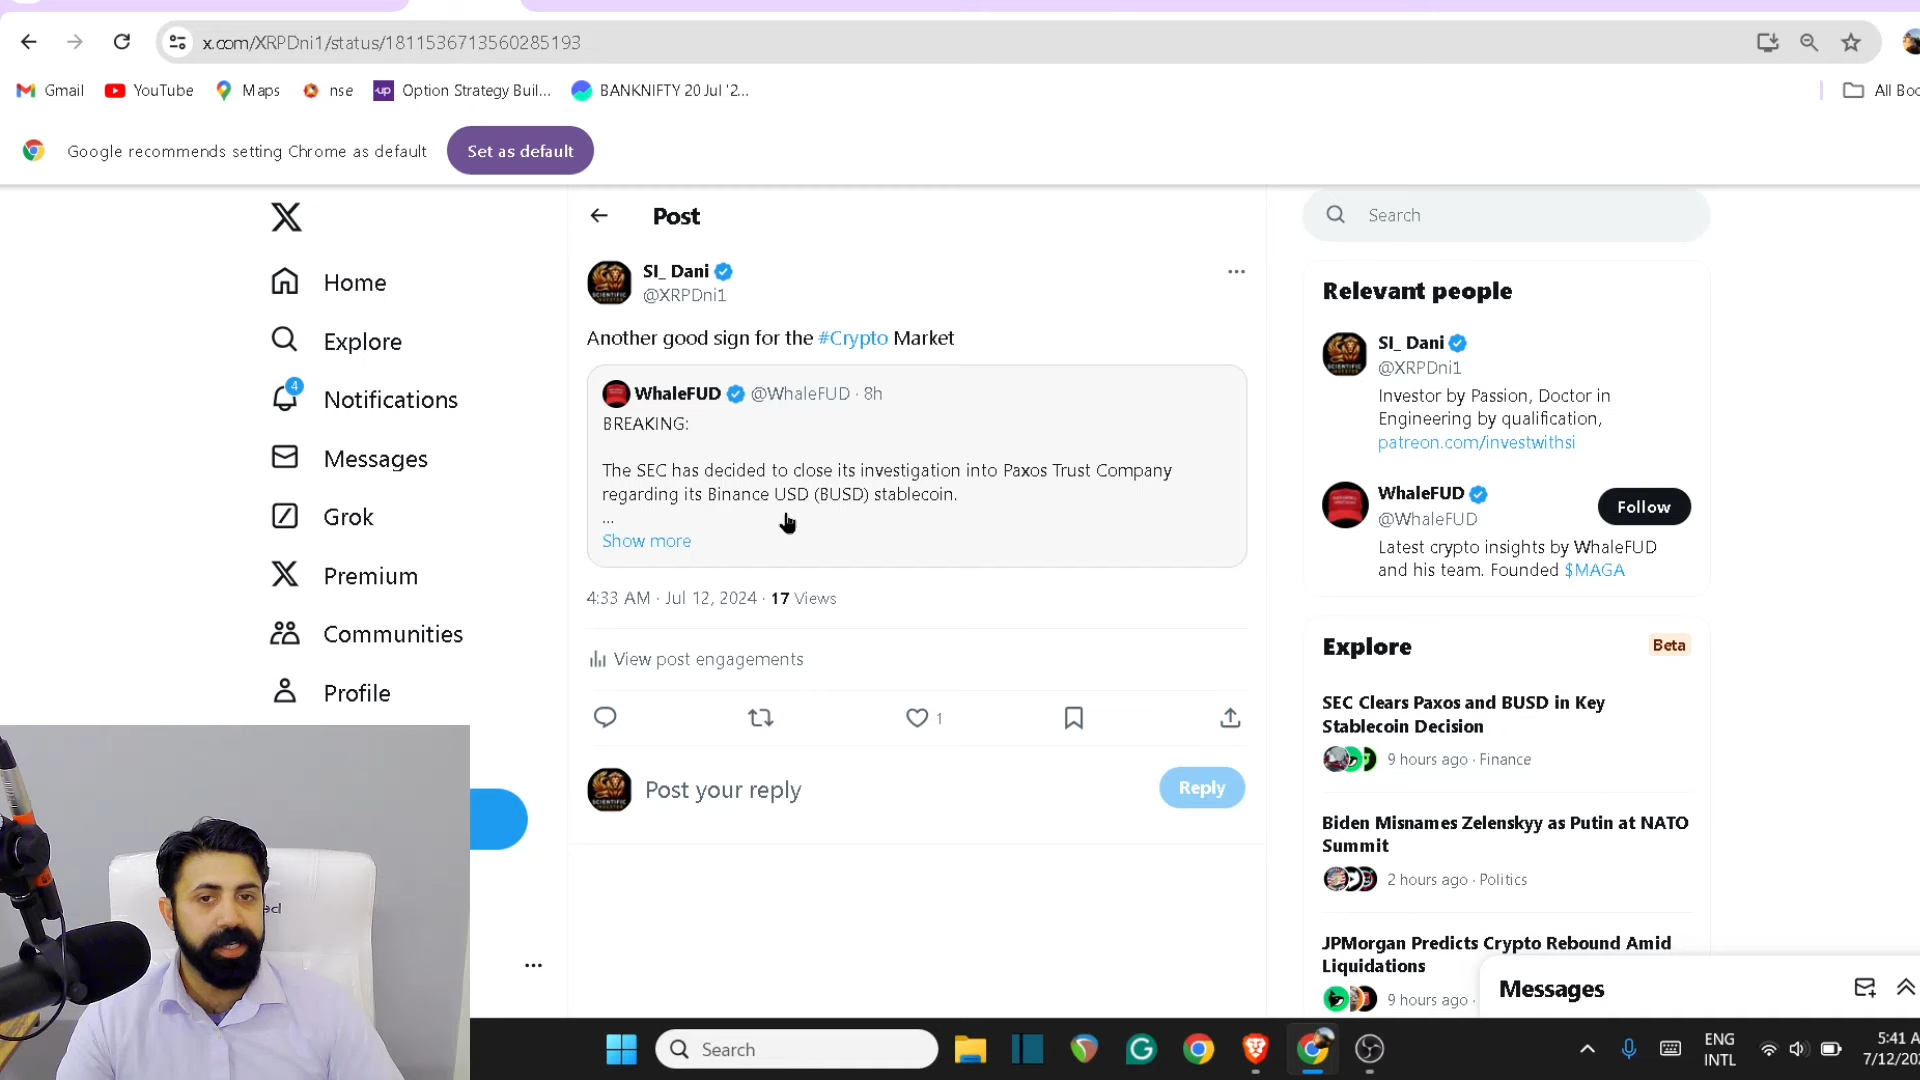 x.com/XRPDni1/status/1811536713560285193
Gmail
YouTube
Maps
nse
up
Option Strategy Buil...
BANKNIFTY 20 Jul '2...
All Boo
Google recommends setting Chrome as default
Set as default
Post
Search
Home
Explore
4
Notifications
Messages
Grok
Premium
Communities
Profile
SI_ Dani
@XRPDni1
Another good sign for the #Crypto Market
WhaleFUD @WhaleFUD · 8h
BREAKING:
The SEC has decided to close its investigation into Paxos Trust Company
regarding its Binance USD (BUSD) stablecoin.
...
Show more
4:33 AM · Jul 12, 2024 · 17 Views
View post engagements
1
Post your reply
Reply
Relevant people
SI_ Dani
@XRPDni1
Investor by Passion, Doctor in
Engineering by qualification,
patreon.com/investwithsi
WhaleFUD
@WhaleFUD
Follow
Latest crypto insights by WhaleFUD
and his team. Founded $MAGA
Explore
Beta
SEC Clears Paxos and BUSD in Key
Stablecoin Decision
9 hours ago · Finance
Biden Misnames Zelenskyy as Putin at NATO
Summit
2 hours ago · Politics
JPMorgan Predicts Crypto Rebound Amid
Liquidations
9 hours ago ·
Messages
Search
ENG
INTL
5:41 A
7/12/20